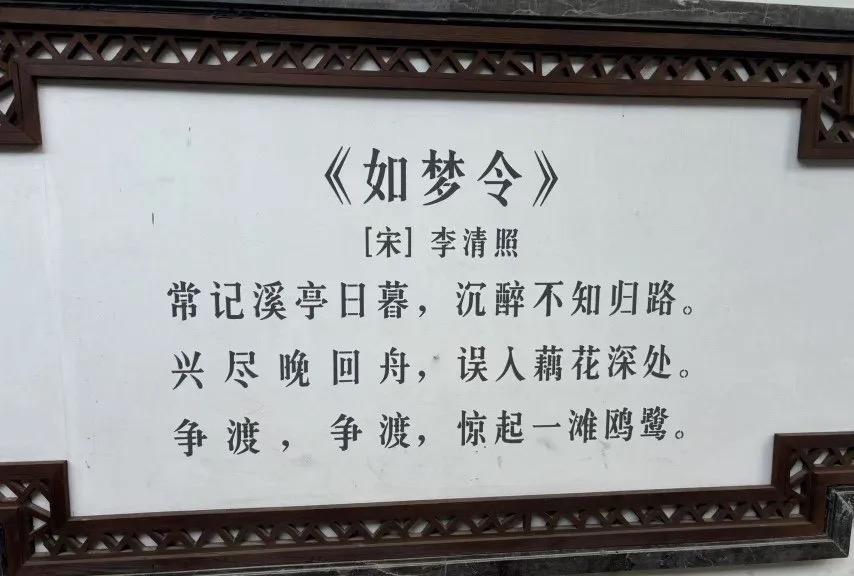 《如梦令》
[宋] 李清照
常记溪亭日暮，沉醉不知归路。
兴尽晚回舟，误入藕花深处。
争渡，争渡，惊起一滩鸥鹭。